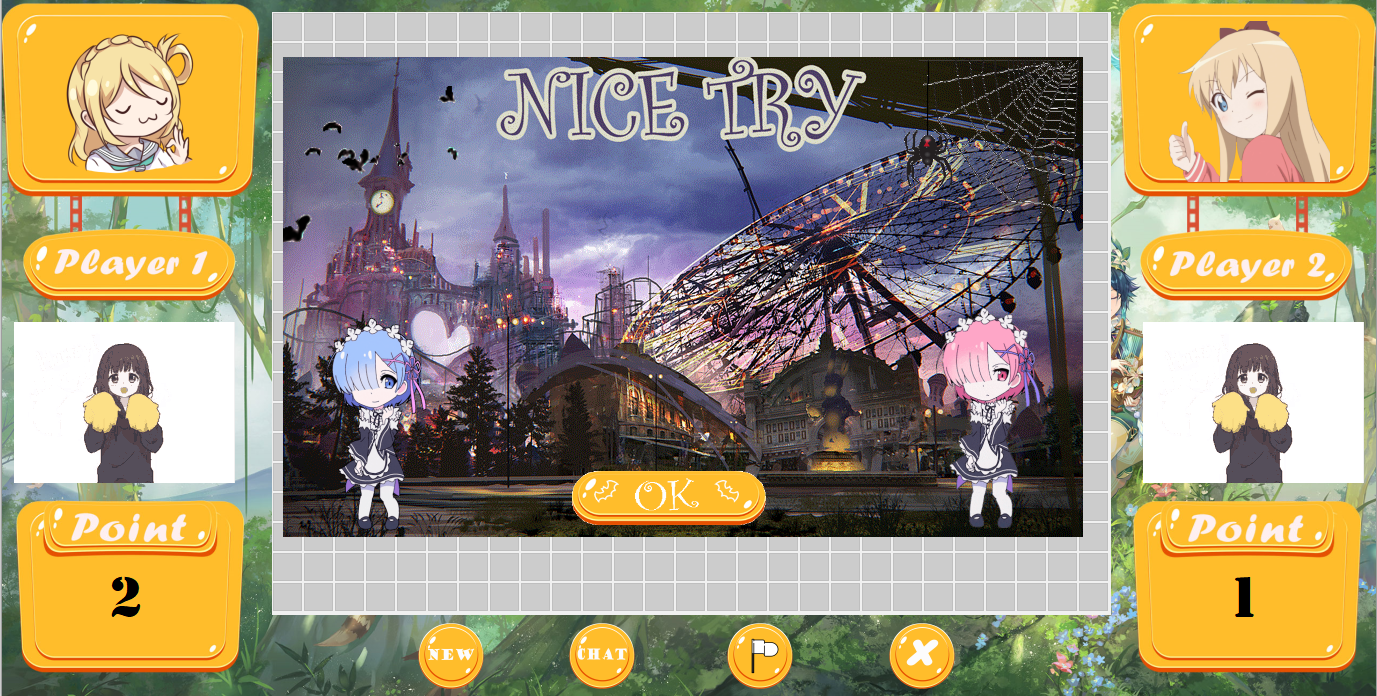 NICE TRY
Player 1
Player 2
OK
Point
2
Point
1
NEW
CHAT
X